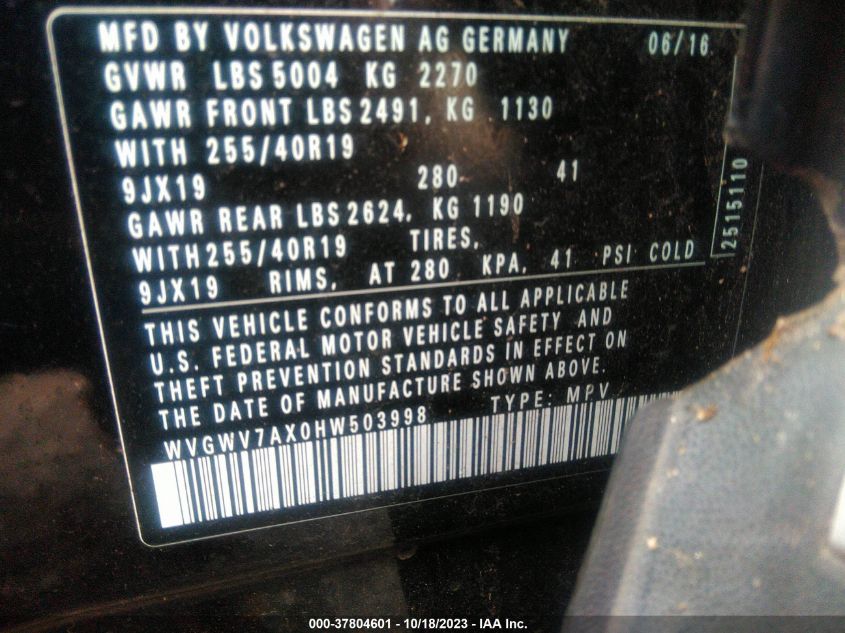 MFD BY VOLKSWAGEN AG GERMANY 06/16
GVWR LBS 5004 KG 2270
GAWR FRONT LBS 2491, KG 1130
WITH 255/40R19
9JX19 280 41
GAWR REAR LBS 2624, KG 1190
WITH 255/40R19 TIRES,
9JX19 RIMS, AT 280 KPA, 41 PSI COLD
2515110
THIS VEHICLE CONFORMS TO ALL APPLICABLE
U.S. FEDERAL MOTOR VEHICLE SAFETY AND
THEFT PREVENTION STANDARDS IN EFFECT ON
THE DATE OF MANUFACTURE SHOWN ABOVE.
WVGWV7AX0HW503998 TYPE: MPV
000-37804601 - 10/18/2023 - IAA Inc.